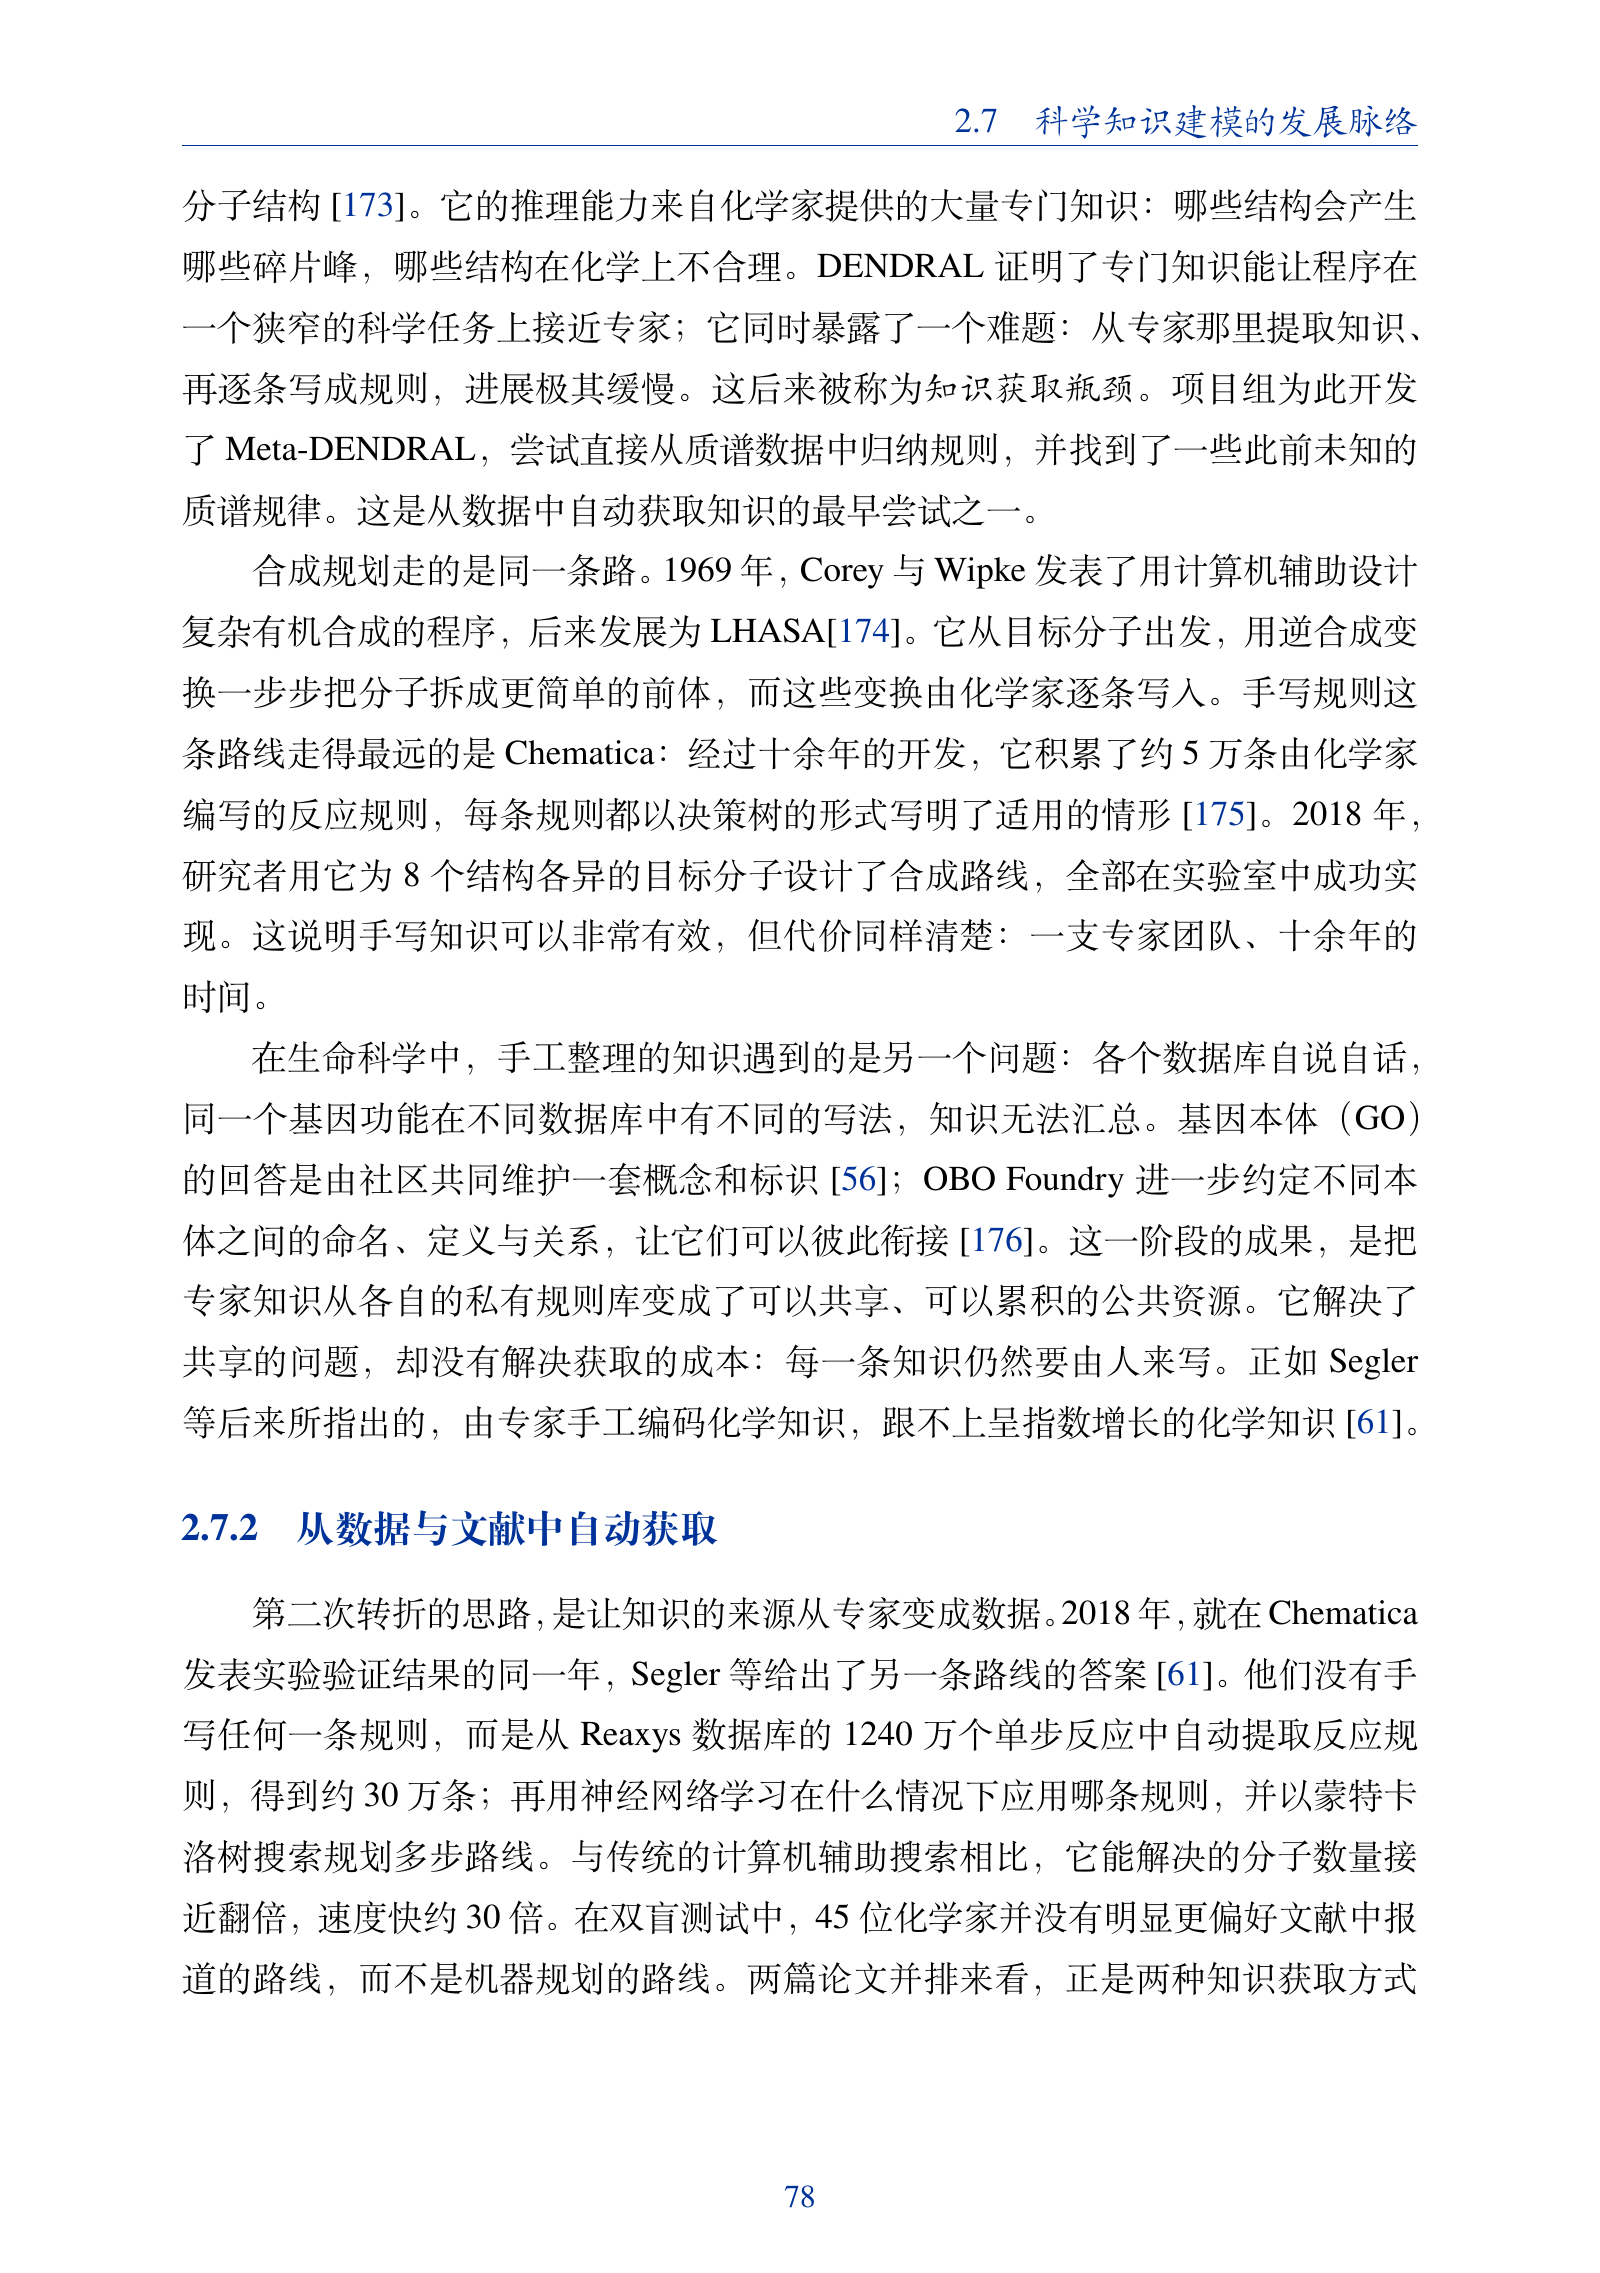 2.7 科学知识建模的发展脉络
分子结构 [173]。它的推理能力来自化学家提供的大量专门知识：哪些结构会产生
哪些碎片峰，哪些结构在化学上不合理。DENDRAL 证明了专门知识能让程序在
一个狭窄的科学任务上接近专家；它同时暴露了一个难题：从专家那里提取知识、
再逐条写成规则，进展极其缓慢。这后来被称为知识获取瓶颈。项目组为此开发
了 Meta-DENDRAL，尝试直接从质谱数据中归纳规则，并找到了一些此前未知的
质谱规律。这是从数据中自动获取知识的最早尝试之一。
合成规划走的是同一条路。1969 年，Corey 与 Wipke 发表了用计算机辅助设计
复杂有机合成的程序，后来发展为 LHASA[174]。它从目标分子出发，用逆合成变
换一步步把分子拆成更简单的前体，而这些变换由化学家逐条写入。手写规则这
条路线走得最远的是 Chematica：经过十余年的开发，它积累了约 5 万条由化学家
编写的反应规则，每条规则都以决策树的形式写明了适用的情形 [175]。2018 年，
研究者用它为 8 个结构各异的目标分子设计了合成路线，全部在实验室中成功实
现。这说明手写知识可以非常有效，但代价同样清楚：一支专家团队、十余年的
时间。
在生命科学中，手工整理的知识遇到的是另一个问题：各个数据库自说自话，
同一个基因功能在不同数据库中有不同的写法，知识无法汇总。基因本体（GO）
的回答是由社区共同维护一套概念和标识 [56]；OBO Foundry 进一步约定不同本
体之间的命名、定义与关系，让它们可以彼此衔接 [176]。这一阶段的成果，是把
专家知识从各自的私有规则库变成了可以共享、可以累积的公共资源。它解决了
共享的问题，却没有解决获取的成本：每一条知识仍然要由人来写。正如 Segler
等后来所指出的，由专家手工编码化学知识，跟不上呈指数增长的化学知识 [61]。
2.7.2 从数据与文献中自动获取
第二次转折的思路，是让知识的来源从专家变成数据。2018 年，就在 Chematica
发表实验验证结果的同一年，Segler 等给出了另一条路线的答案 [61]。他们没有手
写任何一条规则，而是从 Reaxys 数据库的 1240 万个单步反应中自动提取反应规
则，得到约 30 万条；再用神经网络学习在什么情况下应用哪条规则，并以蒙特卡
洛树搜索规划多步路线。与传统的计算机辅助搜索相比，它能解决的分子数量接
近翻倍，速度快约 30 倍。在双盲测试中，45 位化学家并没有明显更偏好文献中报
道的路线，而不是机器规划的路线。两篇论文并排来看，正是两种知识获取方式
78